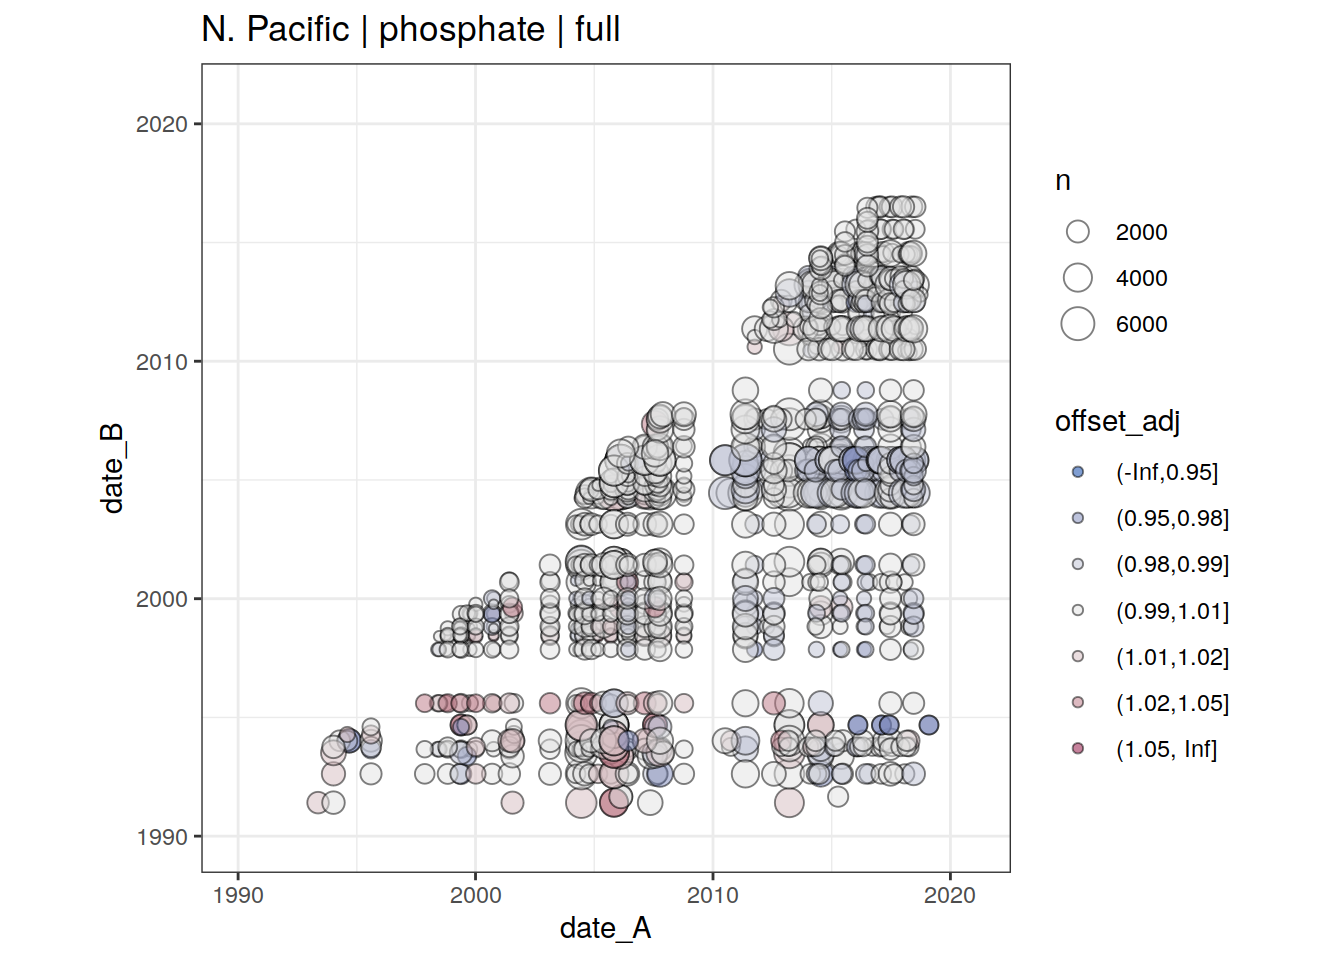 N. Pacific | phosphate | full
2020
2010
2000
1990
date_B
1990
2000
2010
2020
date_A
n
2000
4000
6000
offset_adj
(-Inf,0.95]
(0.95,0.98]
(0.98,0.99]
(0.99,1.01]
(1.01,1.02]
(1.02,1.05]
(1.05, Inf]